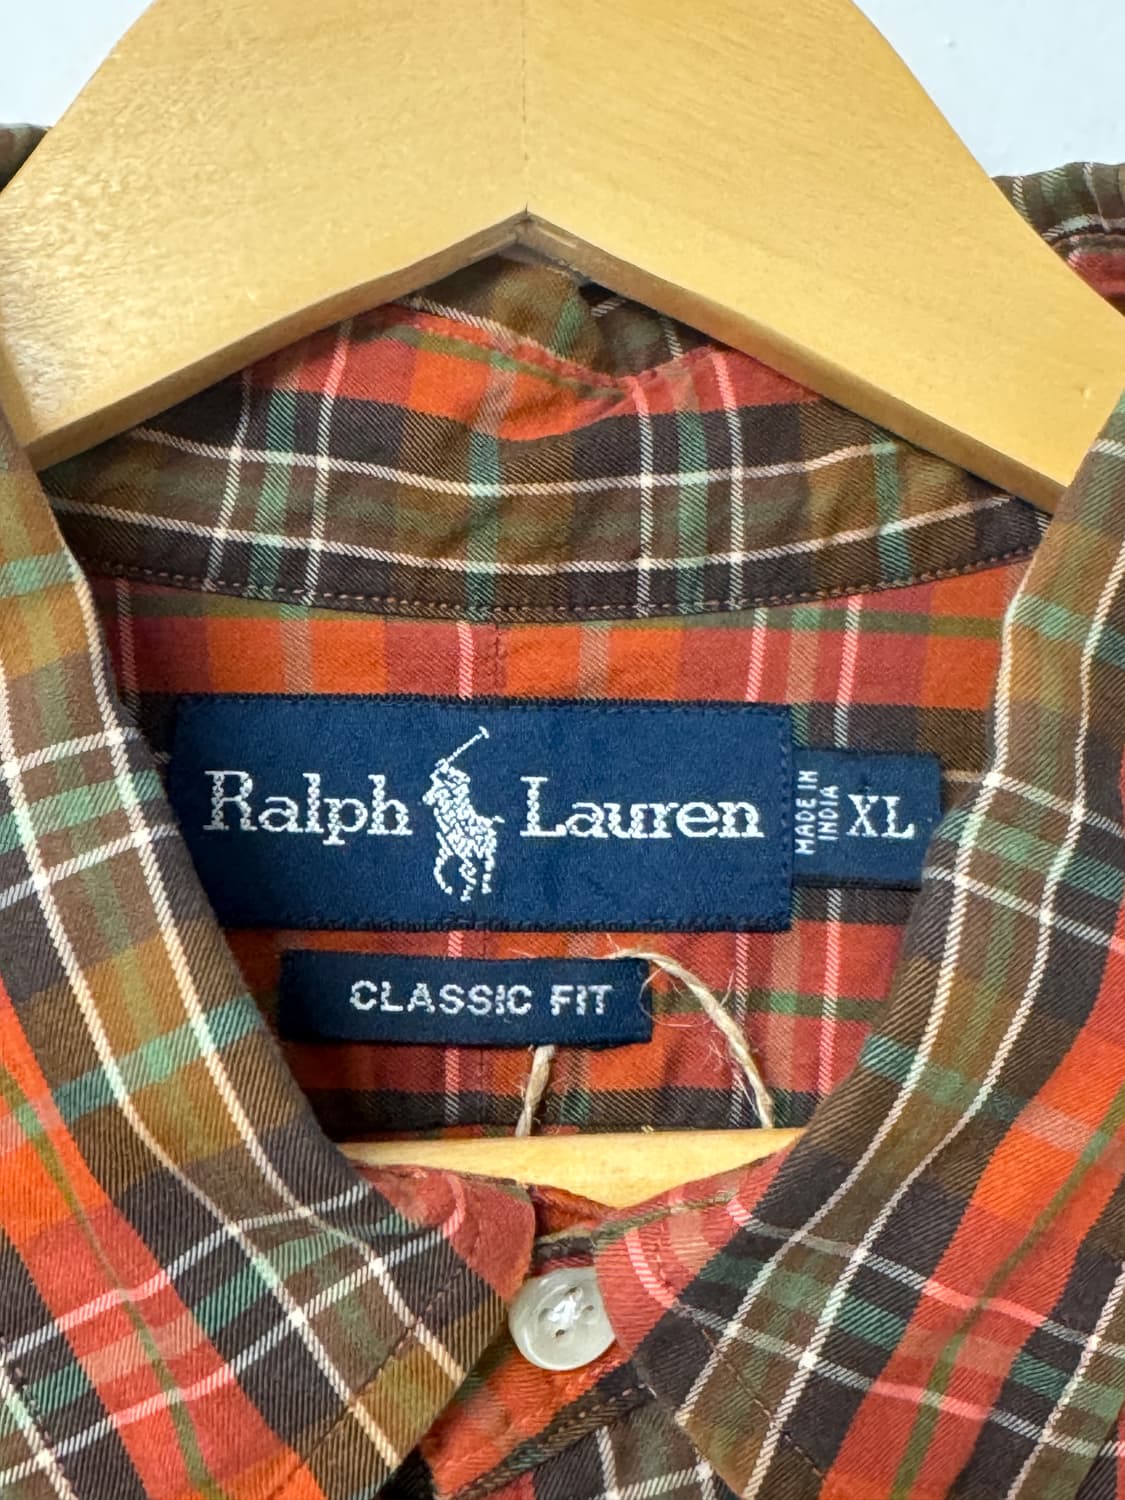 Ralph Lauren
MADE IN
INDIA
XL
CLASSIC FIT